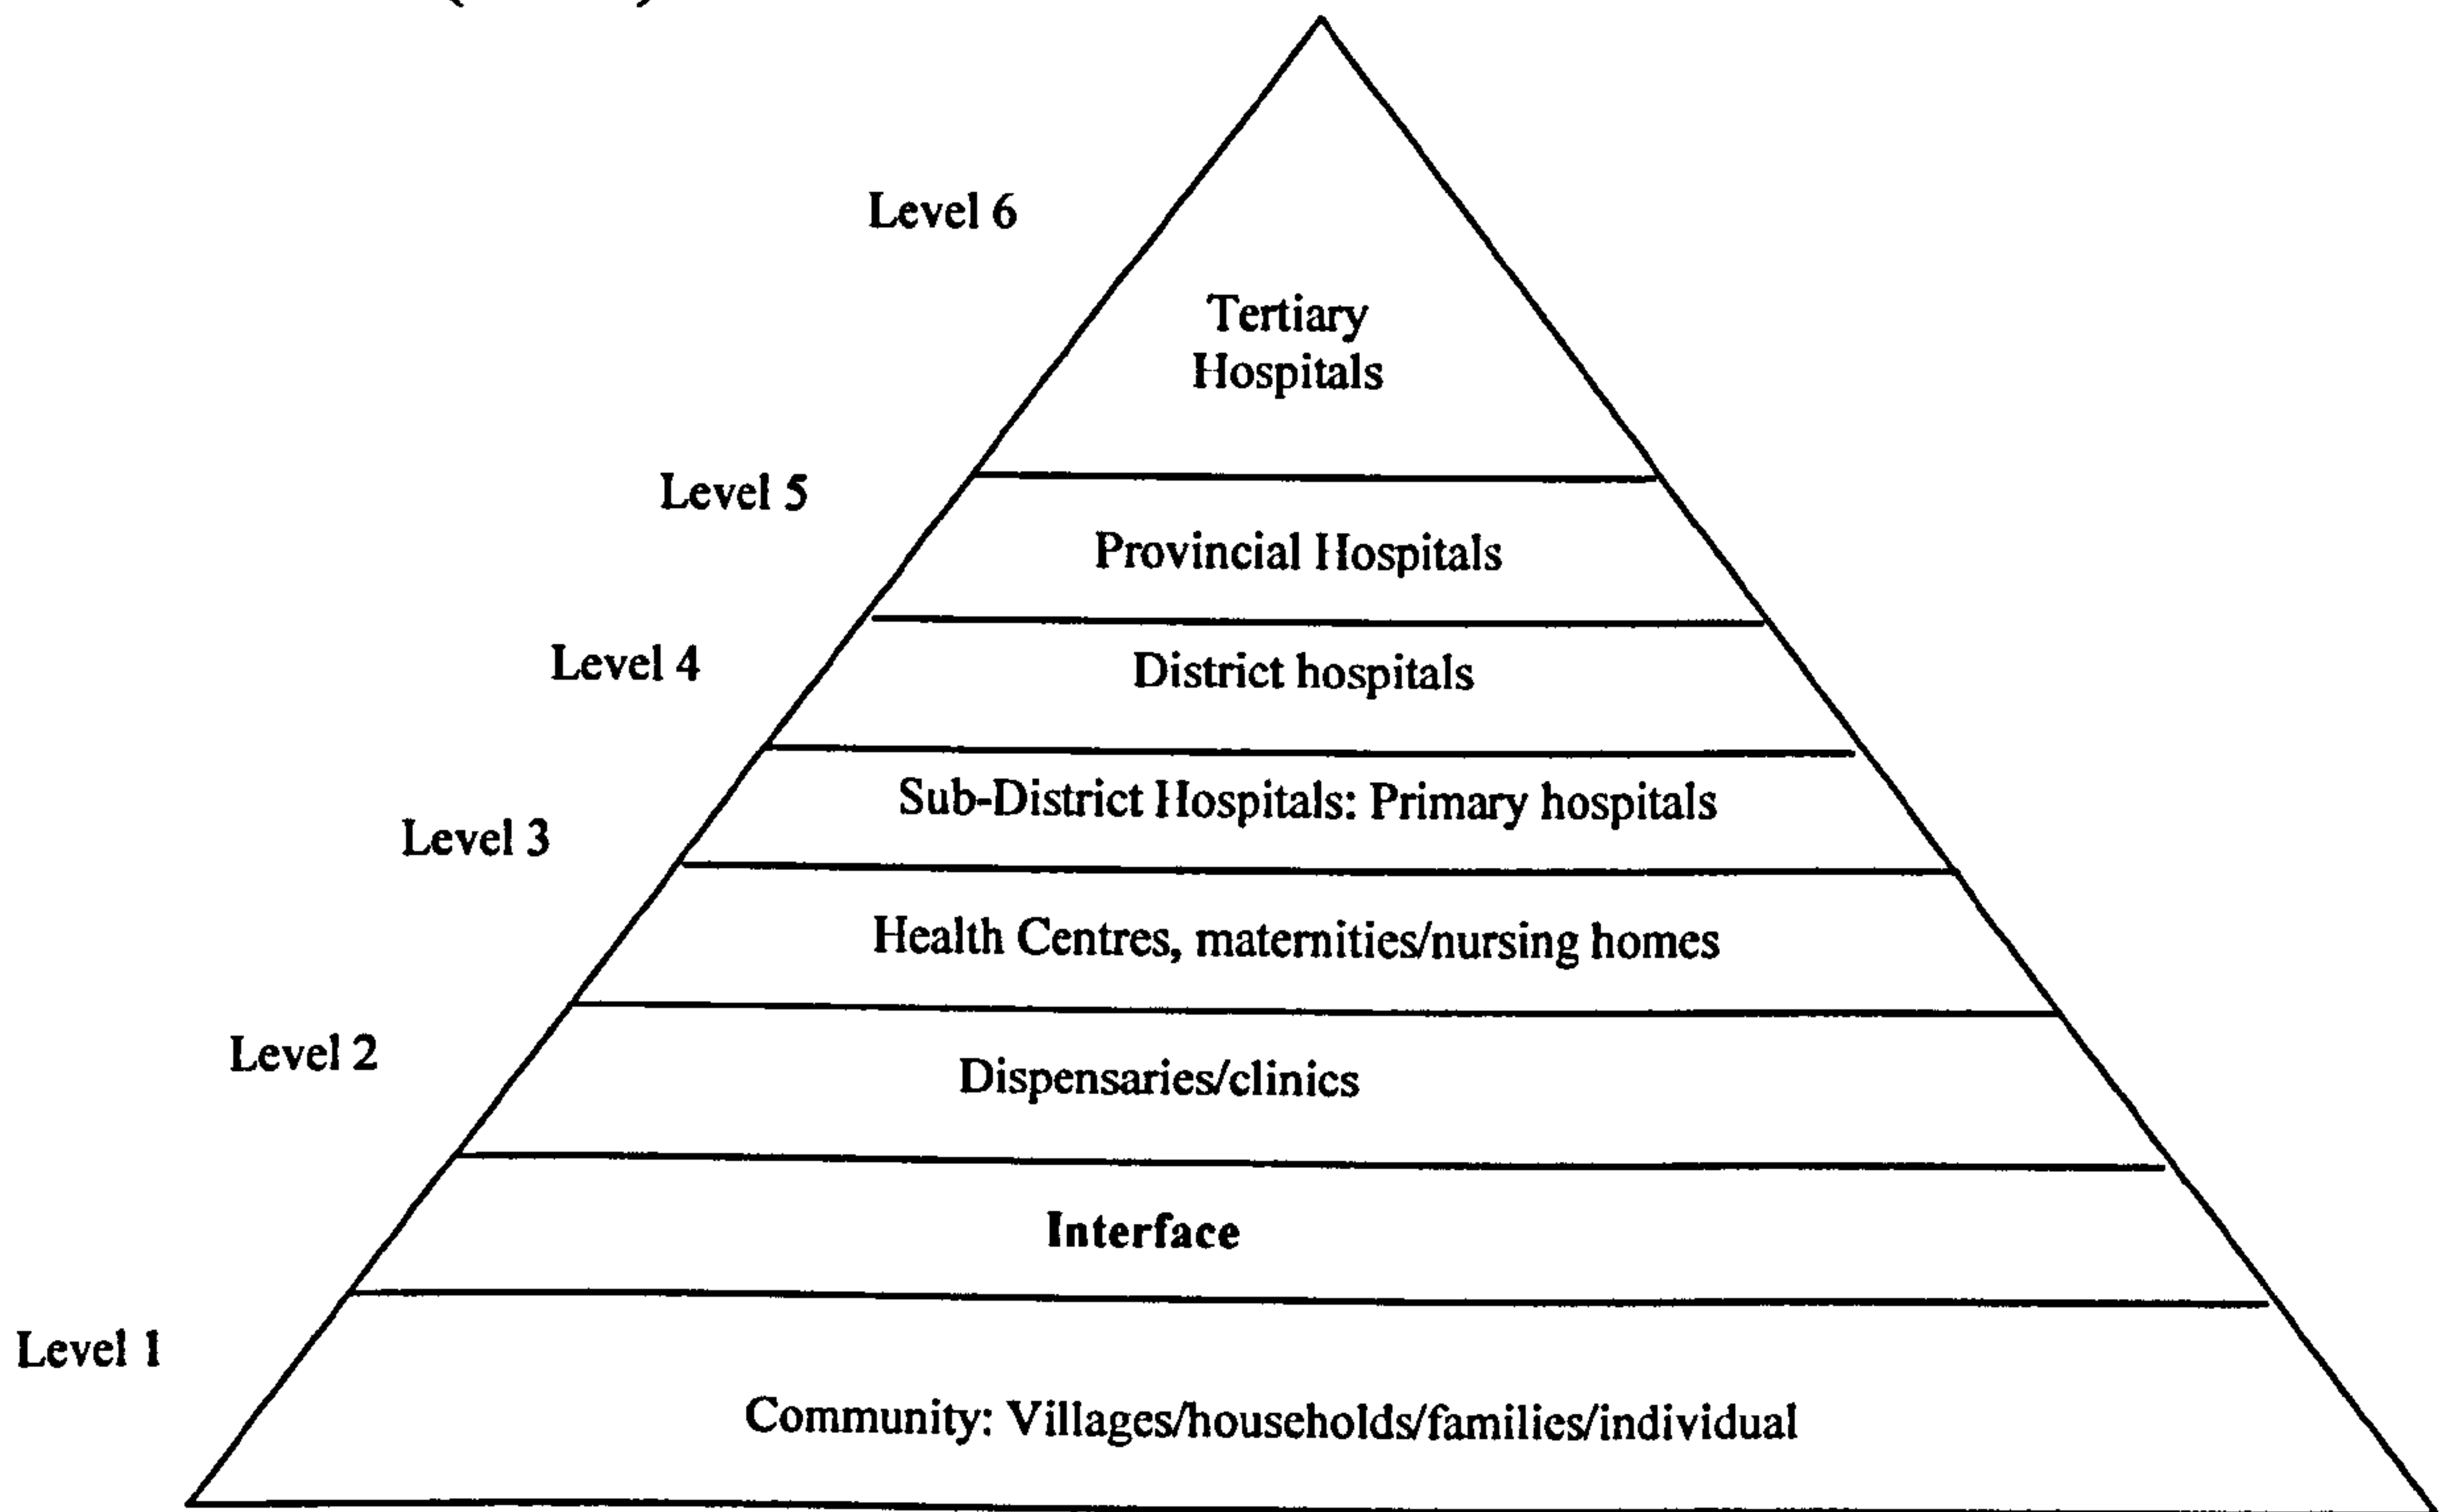 Level 6
Tertiary
Hospitals
Level 5
Provincial Hospitals
Level 4
District hospitals
Sub-District Hospitals: Primary hospitals
Level 3
Health Centres, maternities/nursing homes
Level 2
Dispensaries/clinics
Interface
Level 1
Community: Villages/households/families/individual